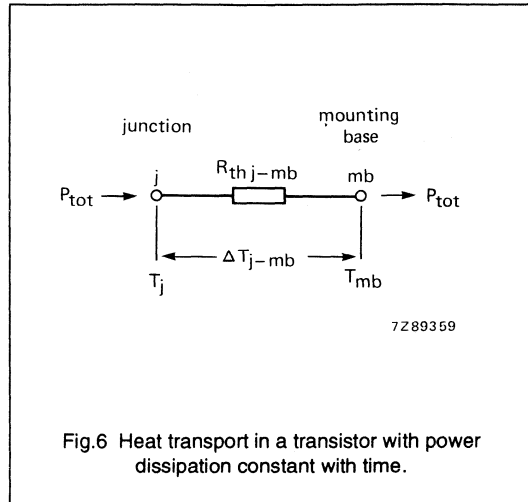 junction
mounting
base
j
R_th j-mb
mb
P_tot
P_tot
Δ T_j-mb
T_j
T_mb
7Z89359
Fig.6 Heat transport in a transistor with power
dissipation constant with time.